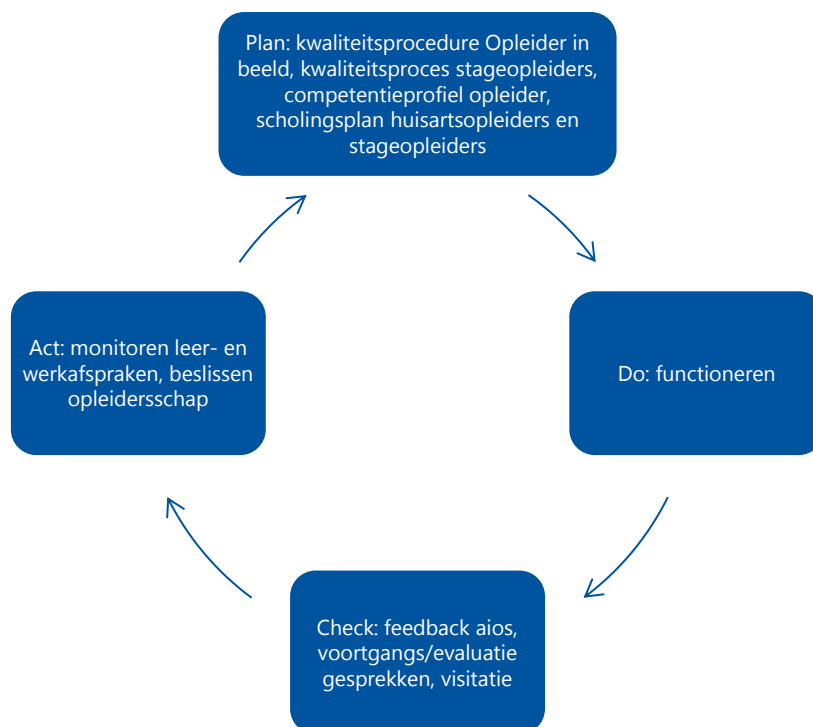 Plan: kwaliteitsprocedure Opleider in
beeld, kwaliteitsproces stageopleiders,
competentieprofiel opleider,
scholingsplan huisartsopleiders en
stageopleiders
Act: monitoren leer- en
werkafspraken, beslissen
opleidersschap
Do: functioneren
Check: feedback aios,
voortgangs/evaluatie
gesprekken, visitatie